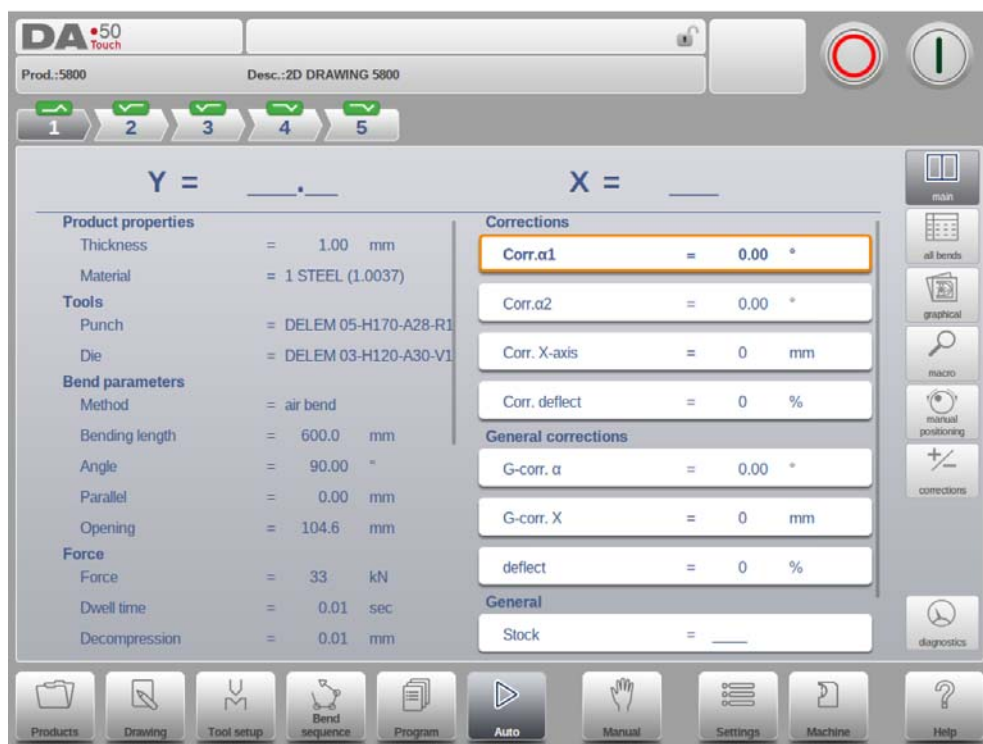 DA 50
Touch
Prod.:5800 Desc.:2D DRAWING 5800
1 2 3 4 5
Y = ___.__ X = ___
Product properties
Thickness = 1.00 mm
Material = 1 STEEL (1.0037)
Tools
Punch = DELEM 05-H170-A28-R1
Die = DELEM 03-H120-A30-V1
Bend parameters
Method = air bend
Bending length = 600.0 mm
Angle = 90.00 °
Parallel = 0.00 mm
Opening = 104.6 mm
Force
Force = 33 kN
Dwell time = 0.01 sec
Decompression = 0.01 mm
Corrections
Corr.α1 = 0.00 °
Corr.α2 = 0.00 °
Corr. X-axis = 0 mm
Corr. deflect = 0 %
General corrections
G-corr. α = 0.00 °
G-corr. X = 0 mm
deflect = 0 %
General
Stock = ____
main
all bends
graphical
macro
manual
positioning
corrections
diagnostics
Products Drawing Tool setup Bend sequence Program Auto Manual Settings Machine Help